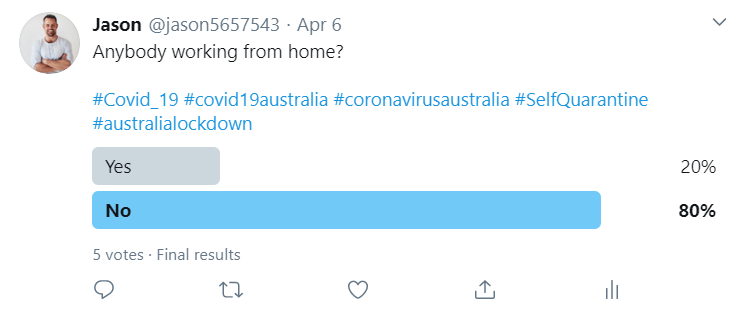 Jason @jason5657543 · Apr 6
Anybody working from home?
#Covid_19 #covid19australia #coronavirusaustralia #SelfQuarantine
#australialockdown
Yes 20%
No 80%
5 votes · Final results